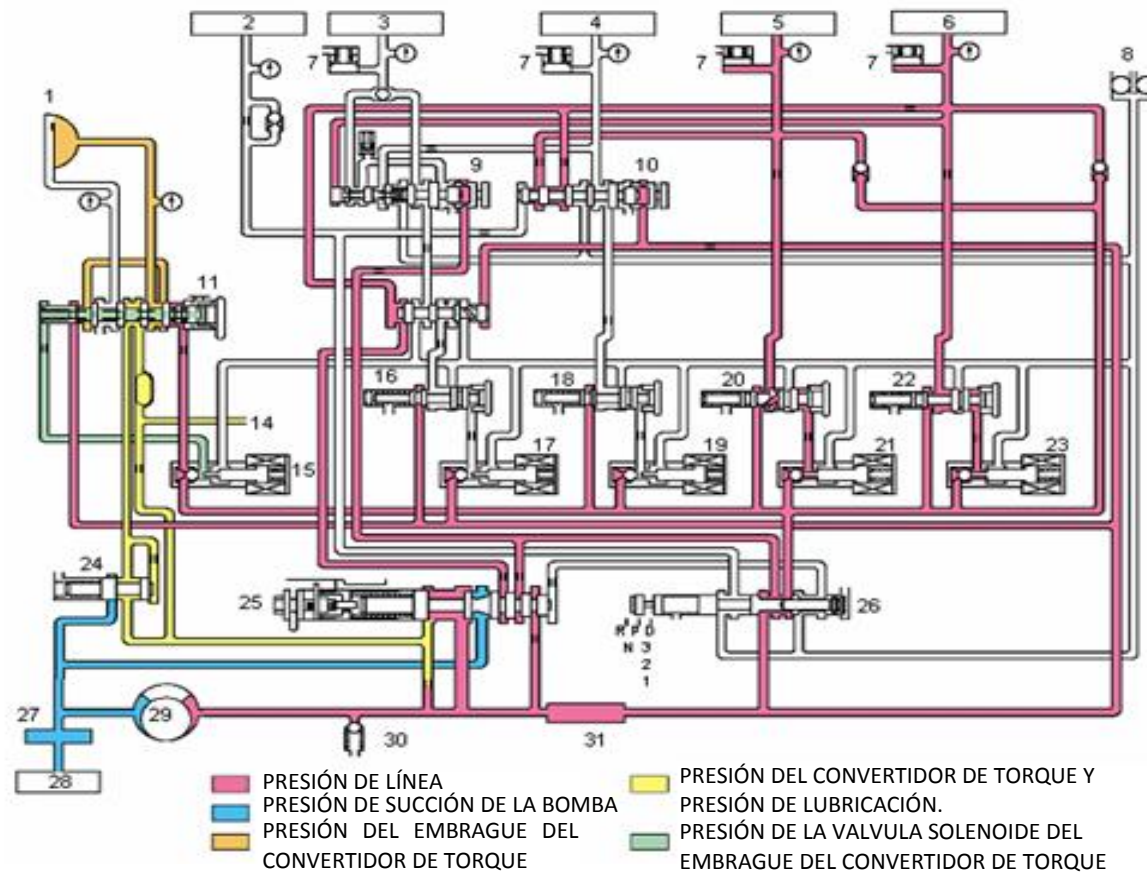 2 3 4 5 6
7 7 7 8
1
9 10
11
16 18 20 22
14
15 17 19 21 23
24
25 26
R P D
N 3
2
1
27 29
28 30 31
PRESIÓN DE LÍNEA
PRESIÓN DE SUCCIÓN DE LA BOMBA
PRESIÓN DEL EMBRAGUE DEL
CONVERTIDOR DE TORQUE
PRESIÓN DEL CONVERTIDOR DE TORQUE Y
PRESIÓN DE LUBRICACIÓN.
PRESIÓN DE LA VALVULA SOLENOIDE DEL
EMBRAGUE DEL CONVERTIDOR DE TORQUE